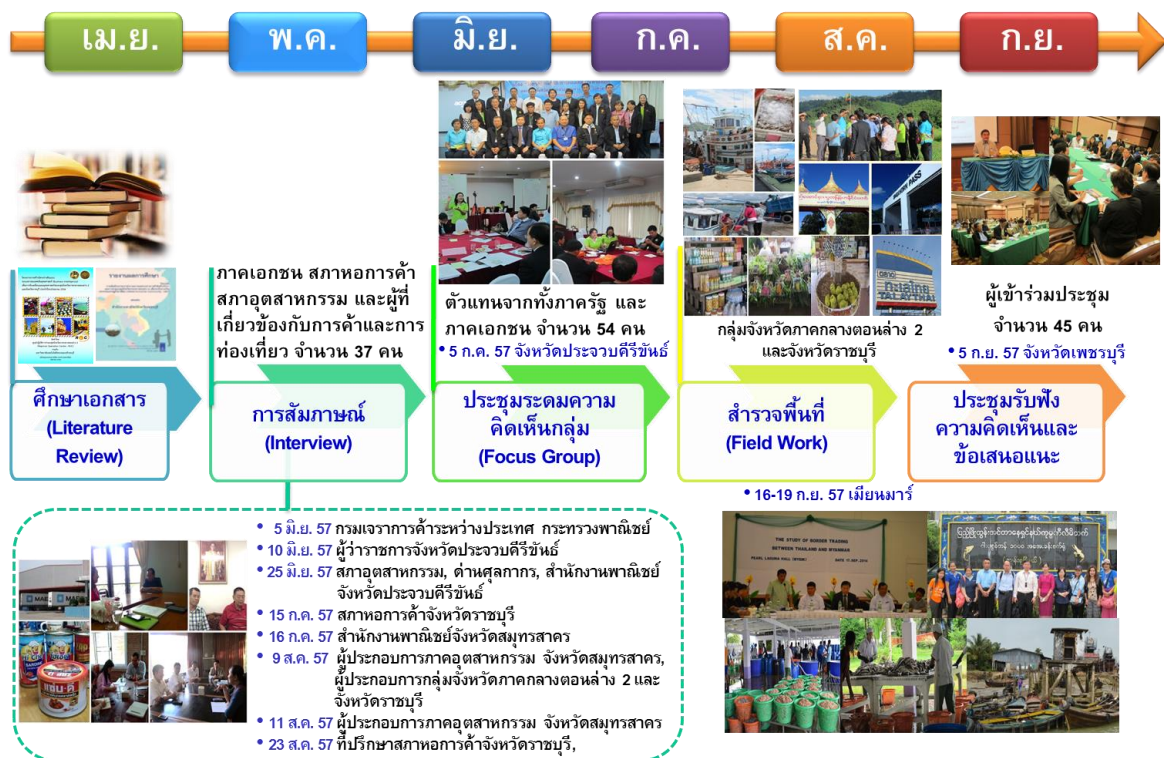 เม.ย.
พ.ค.
มิ.ย.
ก.ค.
ส.ค.
ก.ย.
ภาคเอกชน สภาหอการค้า
สภาอุตสาหกรรม และผู้ที่
เกี่ยวข้องกับการค้าและการ
ท่องเที่ยว จำนวน 37 คน
ตัวแทนจากทั้งภาครัฐ และ
ภาคเอกชน จำนวน 54 คน
• 5 ก.ค. 57 จังหวัดประจวบคีรีขันธ์
กลุ่มจังหวัดภาคกลางตอนล่าง 2
และจังหวัดราชบุรี
ผู้เข้าร่วมประชุม
จำนวน 45 คน
• 5 ก.ย. 57 จังหวัดเพชรบุรี
TALAYTHAI
รายงานผลการศึกษา
ศึกษาเอกสาร
(Literature
Review)
การสัมภาษณ์
(Interview)
ประชุมระดมความ
คิดเห็นกลุ่ม
(Focus Group)
สำรวจพื้นที่
(Field Work)
ประชุมรับฟัง
ความคิดเห็นและ
ข้อเสนอแนะ
• 16-19 ก.ย. 57 เมียนมาร์
• 5 มิ.ย. 57 กรมเจราการค้าระหว่างประเทศ กระทรวงพาณิชย์
• 10 มิ.ย. 57 ผู้ว่าราชการจังหวัดประจวบคีรีขันธ์
• 25 มิ.ย. 57 สภาอุตสาหกรรม, ด่านศุลกากร, สำนักงานพาณิชย์
จังหวัดประจวบคีรีขันธ์
• 15 ก.ค. 57 สภาหอการค้าจังหวัดราชบุรี
• 16 ก.ค. 57 สำนักงานพาณิชย์จังหวัดสมุทรสาคร
• 9 ส.ค. 57 ผู้ประกอบการภาคอุตสาหกรรม จังหวัดสมุทรสาคร,
ผู้ประกอบการกลุ่มจังหวัดภาคกลางตอนล่าง 2 และ
จังหวัดราชบุรี
• 11 ส.ค. 57 ผู้ประกอบการภาคอุตสาหกรรม จังหวัดสมุทรสาคร
• 23 ส.ค. 57 ที่ปรึกษาสภาหอการค้าจังหวัดราชบุรี,
THE STUDY OF BORDER TRADING
BETWEEN THAILAND AND MYANMAR